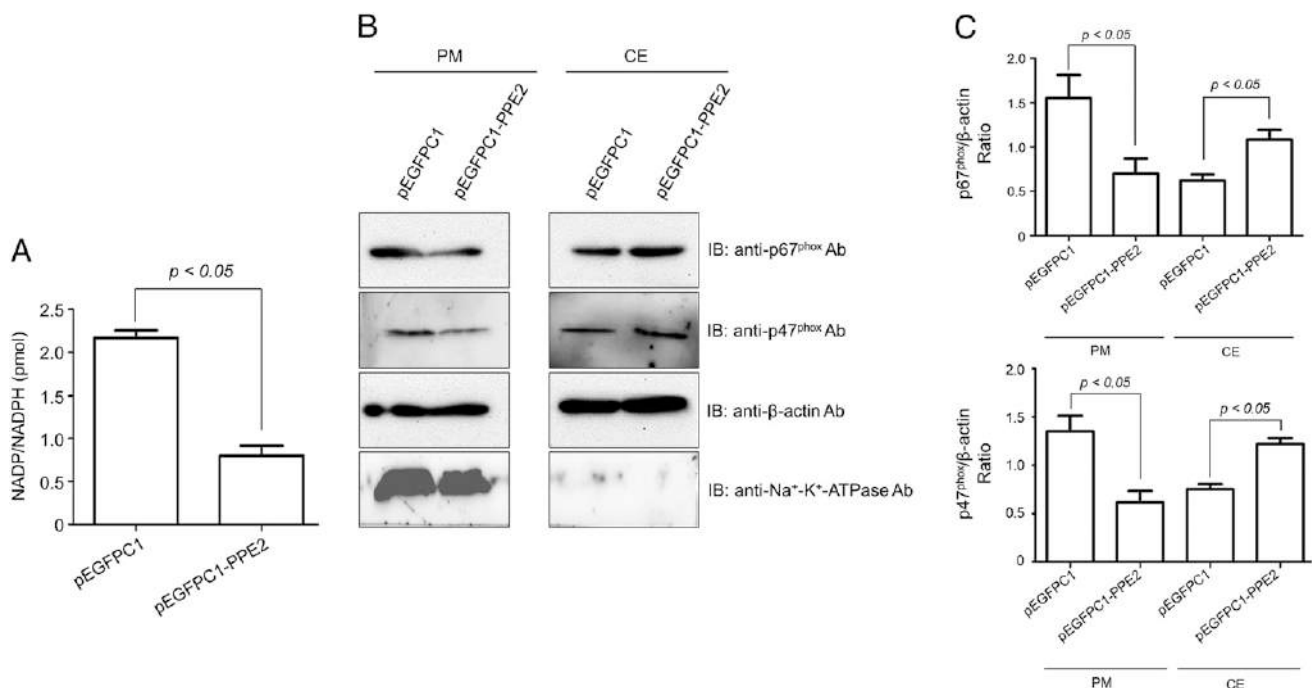 A
p < 0.05
NADP/NADPH (pmol)
2.5
2.0
1.5
1.0
0.5
0
pEGFPC1
pEGFPC1-PPE2
B
PM
CE
pEGFPC1
pEGFPC1-PPE2
pEGFPC1
pEGFPC1-PPE2
IB: anti-p67ᵖʰᵒˣ Ab
IB: anti-p47ᵖʰᵒˣ Ab
IB: anti-β-actin Ab
IB: anti-Na⁺-K⁺-ATPase Ab
C
p < 0.05
p < 0.05
p67ᵖʰᵒˣ/β-actin
Ratio
2.0
1.5
1.0
0.5
0
pEGFPC1
pEGFPC1-PPE2
pEGFPC1
pEGFPC1-PPE2
PM
CE
p < 0.05
p < 0.05
p47ᵖʰᵒˣ/β-actin
Ratio
2.0
1.5
1.0
0.5
0
pEGFPC1
pEGFPC1-PPE2
pEGFPC1
pEGFPC1-PPE2
PM
CE